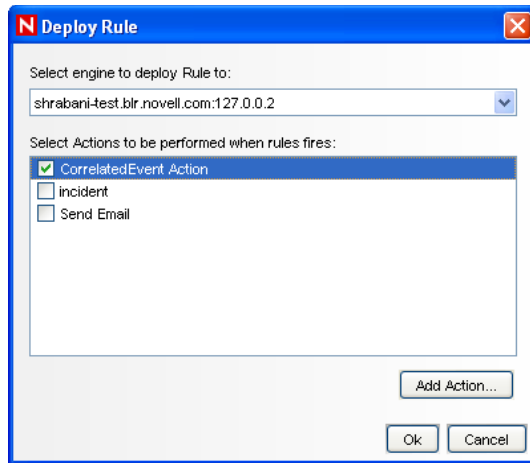 N Deploy Rule
Select engine to deploy Rule to:
shrabani-test.blr.novell.com:127.0.0.2
Select Actions to be performed when rules fires:
CorrelatedEvent Action
incident
Send Email
Add Action...
Ok Cancel